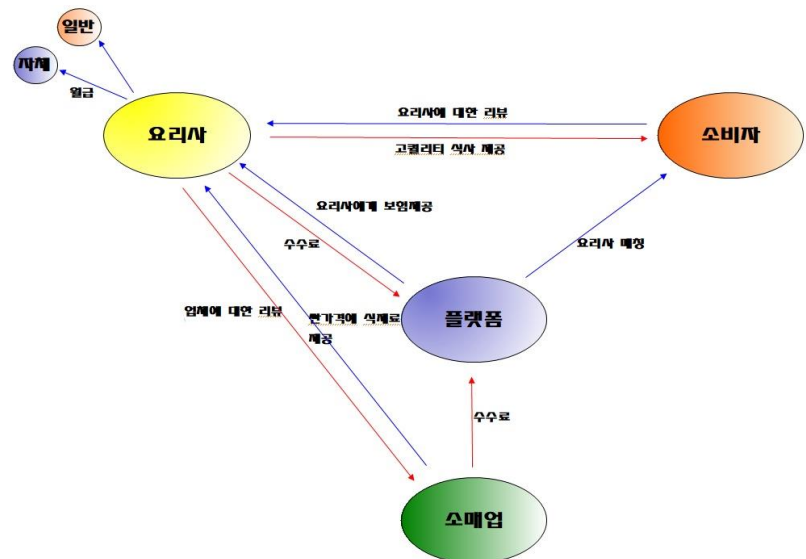 일반
자체
월급
요리사
요리사에 대한 리뷰
고퀄리티 식사 제공
소비자
요리사에게 보험제공
수수료
요리사 매칭
업체에 대한 리뷰
싼가격에 식재료
제공
플랫폼
수수료
소매업